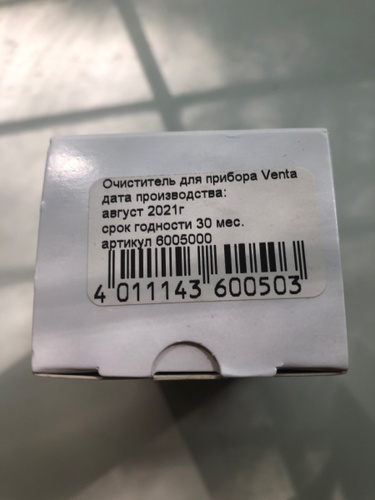 Очиститель для прибора Venta
дата производства:
август 2021г
срок годности 30 мес.
артикул 6005000
4 011143 600503